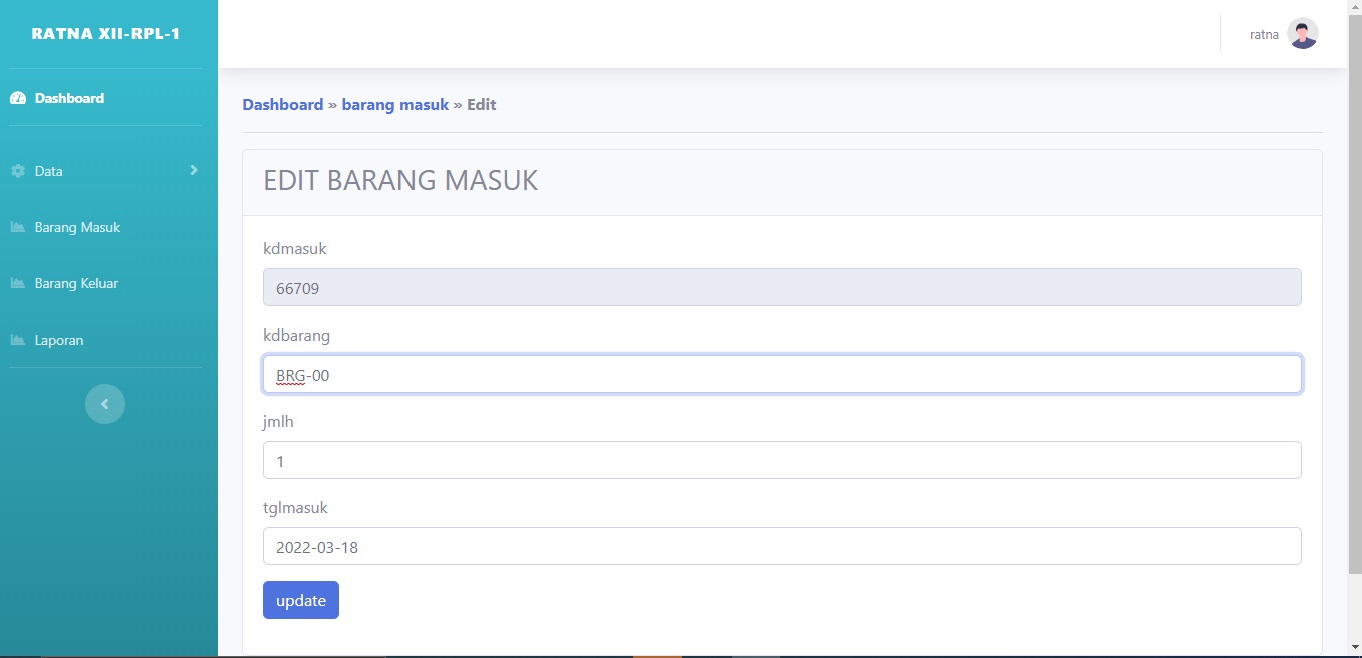 RATNA XII-RPL-1
ratna
Dashboard
Data
Barang Masuk
Barang Keluar
Laporan
Dashboard » barang masuk » Edit
EDIT BARANG MASUK
kdmasuk
66709
kdbarang
BRG-00
jmlh
1
tglmasuk
2022-03-18
update